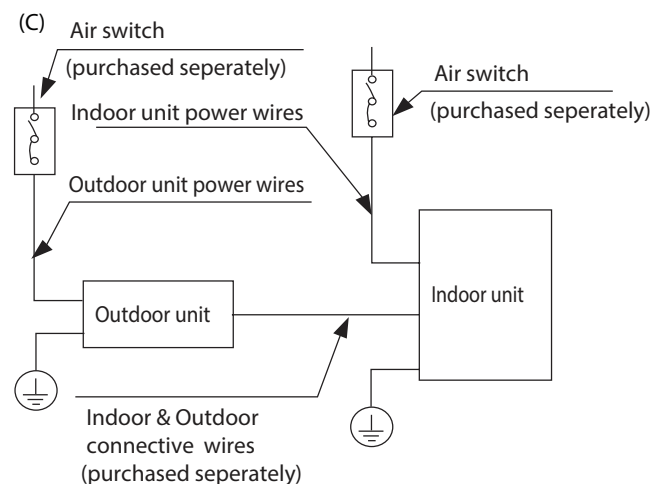 (C)
Air switch
(purchased seperately)
Air switch
(purchased seperately)
Indoor unit power wires
Outdoor unit power wires
Outdoor unit
Indoor unit
Indoor & Outdoor
connective wires
(purchased seperately)